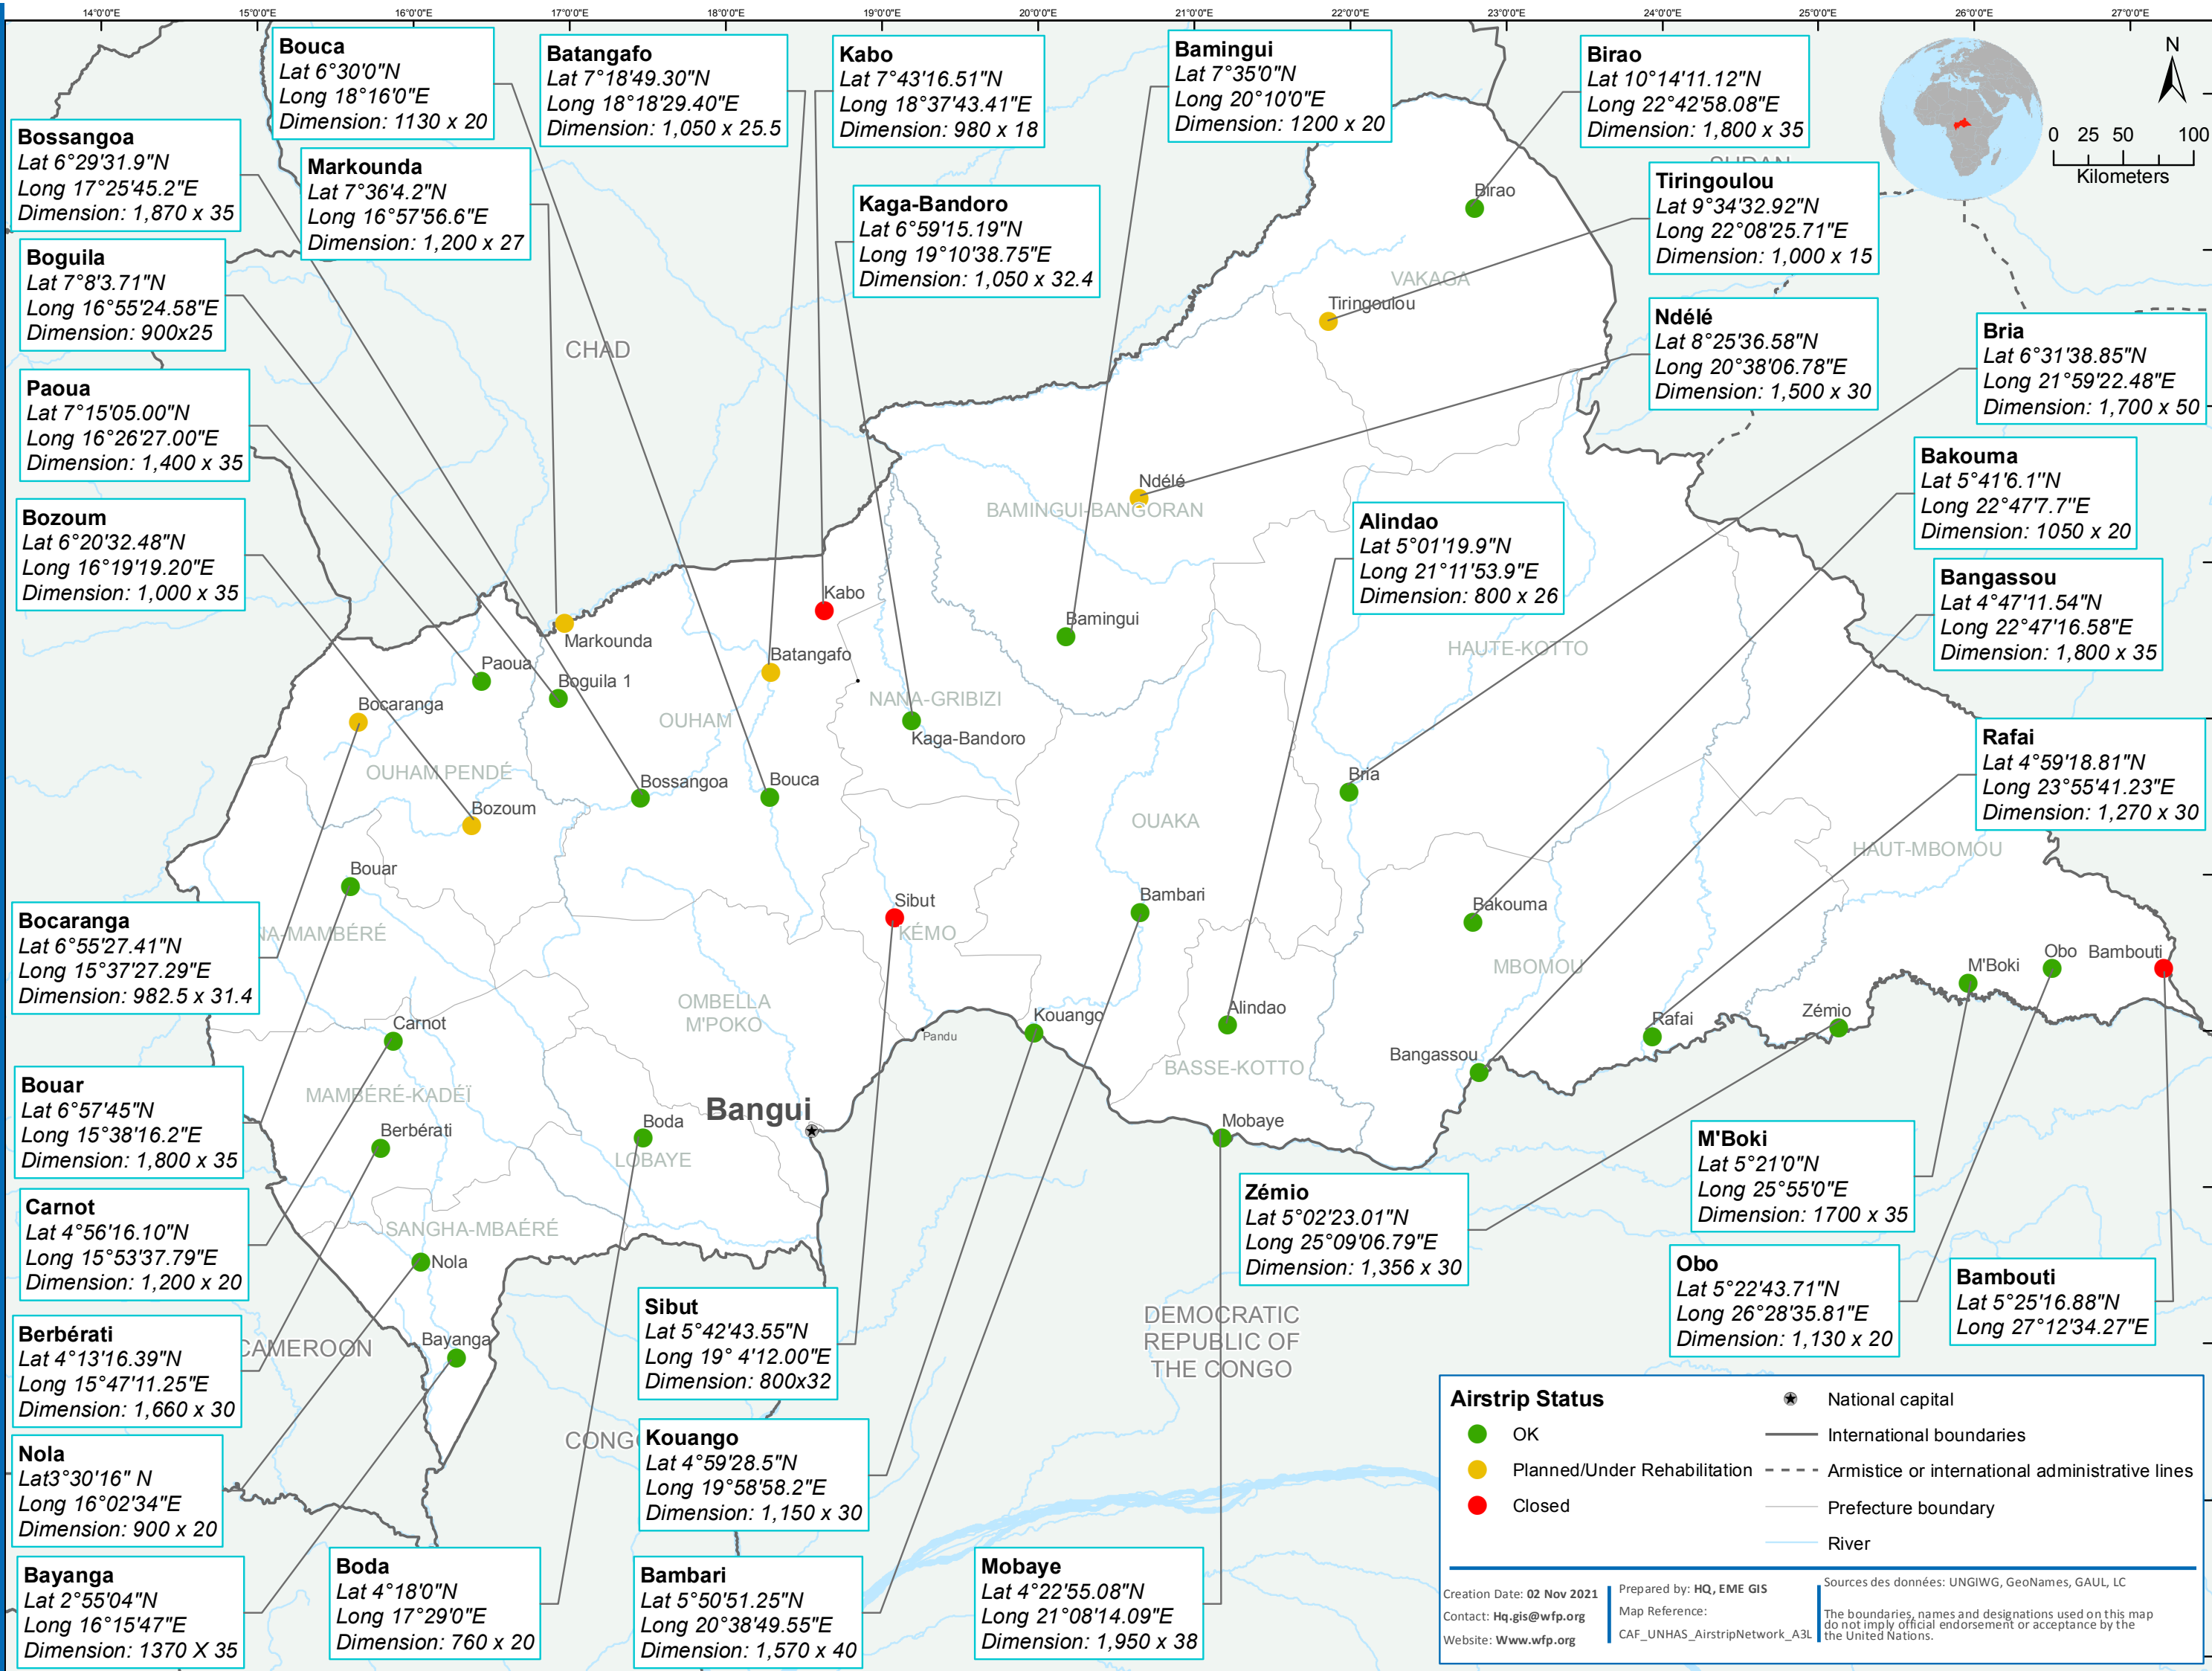 14°0'0"E 15°0'0"E 16°0'0"E 17°0'0"E 18°0'0"E 19°0'0"E 20°0'0"E 21°0'0"E 22°0'0"E 23°0'0"E 24°0'0"E 25°0'0"E 26°0'0"E 27°0'0"E
Bouca
Lat 6°30'0"N
Long 18°16'0"E
Dimension: 1130 x 20
Batangafo
Lat 7°18'49.30"N
Long 18°18'29.40"E
Dimension: 1,050 x 25.5
Kabo
Lat 7°43'16.51"N
Long 18°37'43.41"E
Dimension: 980 x 18
Bamingui
Lat 7°35'0"N
Long 20°10'0"E
Dimension: 1200 x 20
Birao
Lat 10°14'11.12"N
Long 22°42'58.08"E
Dimension: 1,800 x 35
N
0 25 50 100
Kilometers
SUDAN
Bossangoa
Lat 6°29'31.9"N
Long 17°25'45.2"E
Dimension: 1,870 x 35
Markounda
Lat 7°36'4.2"N
Long 16°57'56.6"E
Dimension: 1,200 x 27
Kaga-Bandoro
Lat 6°59'15.19"N
Long 19°10'38.75"E
Dimension: 1,050 x 32.4
Tiringoulou
Lat 9°34'32.92"N
Long 22°08'25.71"E
Dimension: 1,000 x 15
Boguila
Lat 7°8'3.71"N
Long 16°55'24.58"E
Dimension: 900x25
Ndélé
Lat 8°25'36.58"N
Long 20°38'06.78"E
Dimension: 1,500 x 30
Bria
Lat 6°31'38.85"N
Long 21°59'22.48"E
Dimension: 1,700 x 50
Paoua
Lat 7°15'05.00"N
Long 16°26'27.00"E
Dimension: 1,400 x 35
Bakouma
Lat 5°41'6.1''N
Long 22°47'7.7''E
Dimension: 1050 x 20
Bozoum
Lat 6°20'32.48"N
Long 16°19'19.20"E
Dimension: 1,000 x 35
Alindao
Lat 5°01'19.9"N
Long 21°11'53.9"E
Dimension: 800 x 26
Bangassou
Lat 4°47'11.54"N
Long 22°47'16.58"E
Dimension: 1,800 x 35
Rafai
Lat 4°59'18.81"N
Long 23°55'41.23"E
Dimension: 1,270 x 30
Bocaranga
Lat 6°55'27.41"N
Long 15°37'27.29"E
Dimension: 982.5 x 31.4
Bouar
Lat 6°57'45"N
Long 15°38'16.2"E
Dimension: 1,800 x 35
Carnot
Lat 4°56'16.10"N
Long 15°53'37.79"E
Dimension: 1,200 x 20
Berbérati
Lat 4°13'16.39"N
Long 15°47'11.25"E
Dimension: 1,660 x 30
Nola
Lat3°30'16" N
Long 16°02'34"E
Dimension: 900 x 20
Bayanga
Lat 2°55'04"N
Long 16°15'47"E
Dimension: 1370 X 35
Boda
Lat 4°18'0"N
Long 17°29'0"E
Dimension: 760 x 20
Sibut
Lat 5°42'43.55"N
Long 19° 4'12.00"E
Dimension: 800x32
Kouango
Lat 4°59'28.5"N
Long 19°58'58.2"E
Dimension: 1,150 x 30
Bambari
Lat 5°50'51.25"N
Long 20°38'49.55"E
Dimension: 1,570 x 40
Mobaye
Lat 4°22'55.08"N
Long 21°08'14.09"E
Dimension: 1,950 x 38
Zémio
Lat 5°02'23.01"N
Long 25°09'06.79"E
Dimension: 1,356 x 30
M'Boki
Lat 5°21'0"N
Long 25°55'0"E
Dimension: 1700 x 35
Obo
Lat 5°22'43.71"N
Long 26°28'35.81"E
Dimension: 1,130 x 20
Bambouti
Lat 5°25'16.88"N
Long 27°12'34.27"E
Birao
VAKAGA
Tiringoulou
CHAD
Ndélé
BAMINGUI-BANGORAN
Kabo
Bamingui
Markounda
HAUTE-KOTTO
Batangafo
Paoua
Boguila 1
NANA-GRIBIZI
Bocaranga
OUHAM
Kaga-Bandoro
OUHAM PENDÉ
Bossangoa
Bouca
Bria
Bozoum
OUAKA
HAUT-MBOMOU
Bouar
Sibut
Bambari
Bakouma
NA-MAMBÉRÉ
KÉMO
MBOMOU
M'Boki
Obo
Bambouti
OMBELLA
M'POKO
Carnot
Kouango
Alindao
Pandu
Rafai
Zémio
Bangassou
BASSE-KOTTO
MAMBÉRÉ-KADÉÏ
Bangui
Boda
Mobaye
Berbérati
LOBAYE
SANGHA-MBAÉRÉ
Nola
Bayanga
CAMEROON
DEMOCRATIC
REPUBLIC OF
THE CONGO
CONGO
Airstrip Status
OK
Planned/Under Rehabilitation
Closed
National capital
International boundaries
Armistice or international administrative lines
Prefecture boundary
River
Creation Date: 02 Nov 2021
Contact: Hq.gis@wfp.org
Website: Www.wfp.org
Prepared by: HQ, EME GIS
Map Reference:
CAF_UNHAS_AirstripNetwork_A3L
Sources des données: UNGIWG, GeoNames, GAUL, LC
The boundaries, names and designations used on this map
do not imply official endorsement or acceptance by the
the United Nations.